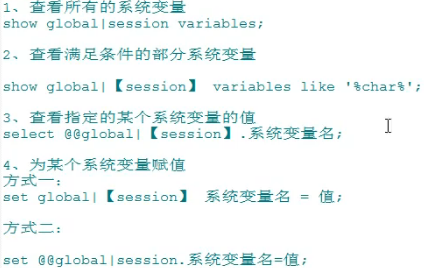 1、查看所有的系统变量
show global|session variables;
2、查看满足条件的部分系统变量
show global|【session】 variables like '%char%';
3、查看指定的某个系统变量的值
select @@global|【session】.系统变量名;
4、为某个系统变量赋值
方式一：
set global|【session】 系统变量名 = 值;
方式二：
set @@global|session.系统变量名=值;